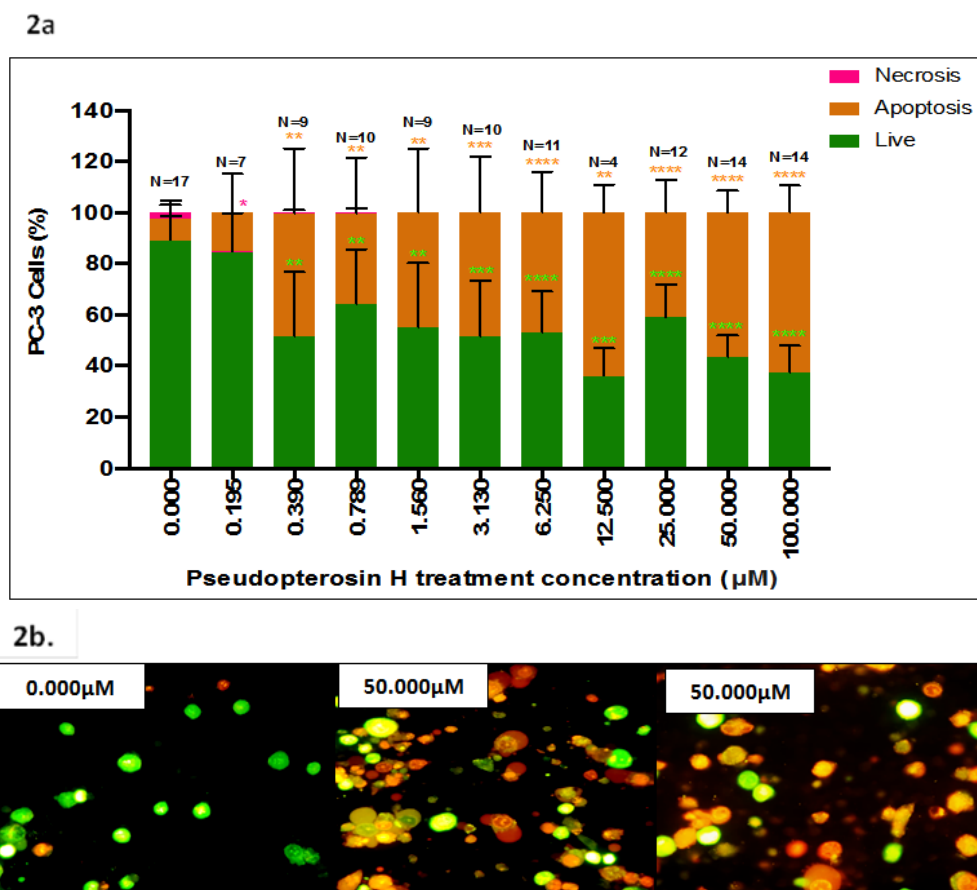 2a
Necrosis
Apoptosis
Live
PC-3 Cells (%)
140
120
100
80
60
40
20
0
N=17
N=7
*
N=9
**
**
N=10
**
**
N=9
**
**
N=10
***
***
N=11
****
****
N=4
**
***
N=12
****
****
N=14
****
****
N=14
****
****
0.000
0.195
0.390
0.789
1.560
3.130
6.250
12.500
25.000
50.000
100.000
Pseudopterosin H treatment concentration (µM)
2b.
0.000µM
50.000µM
50.000µM